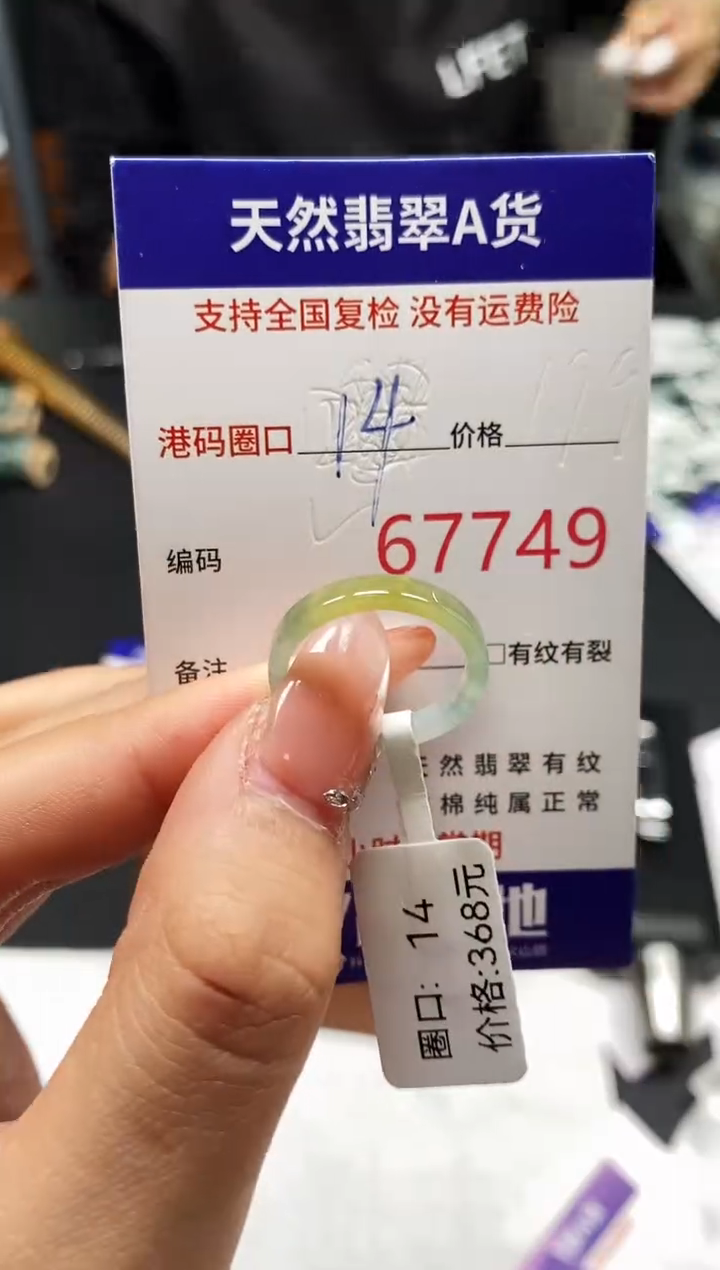 天然翡翠A货
支持全国复检 没有运费险
港码圈口 14 价格
编码 67749
备注 □有纹有裂
然翡翠有纹
棉纯属正常
圈口: 14
价格:368元
地